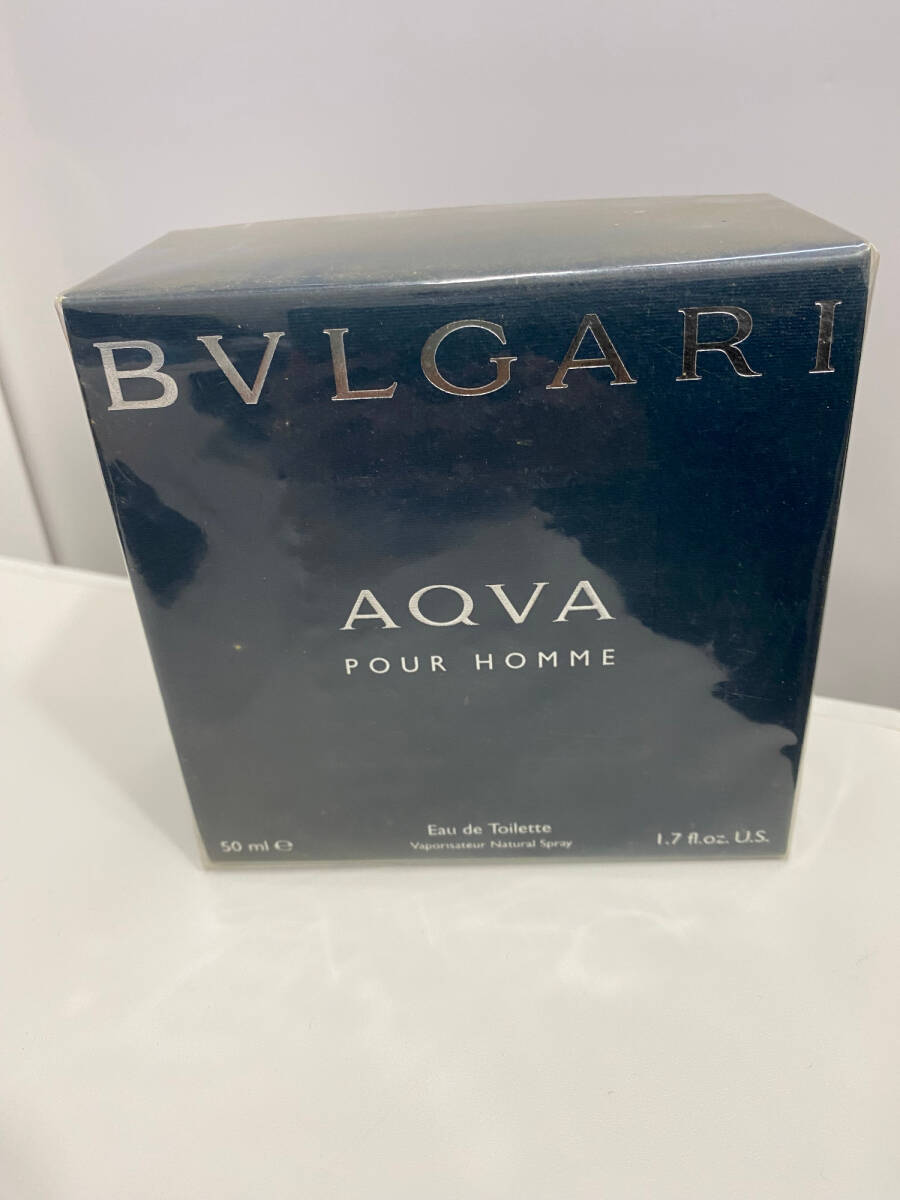 BVLGARI
AQVA
POUR HOMME
Eau de Toilette
50 ml ℮ Vaporisateur Natural Spray 1.7 fl.oz. U.S.